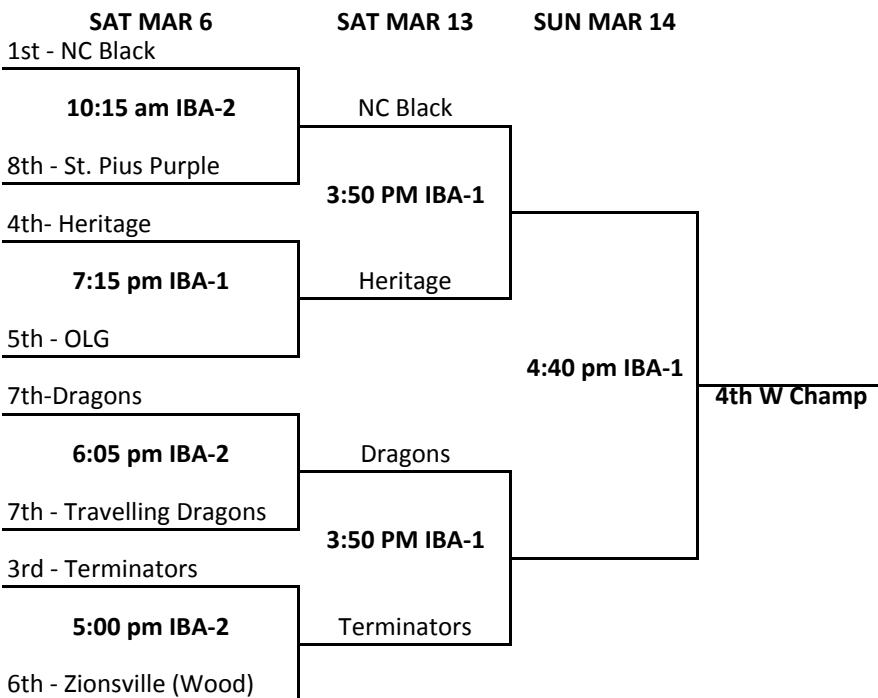 SAT MAR 6 SAT MAR 13 SUN MAR 14
1st - NC Black
10:15 am IBA-2 NC Black
8th - St. Pius Purple
3:50 PM IBA-1
4th- Heritage
7:15 pm IBA-1 Heritage
5th - OLG
4:40 pm IBA-1
7th-Dragons 4th W Champ
6:05 pm IBA-2 Dragons
7th - Travelling Dragons
3:50 PM IBA-1
3rd - Terminators
5:00 pm IBA-2 Terminators
6th - Zionsville (Wood)